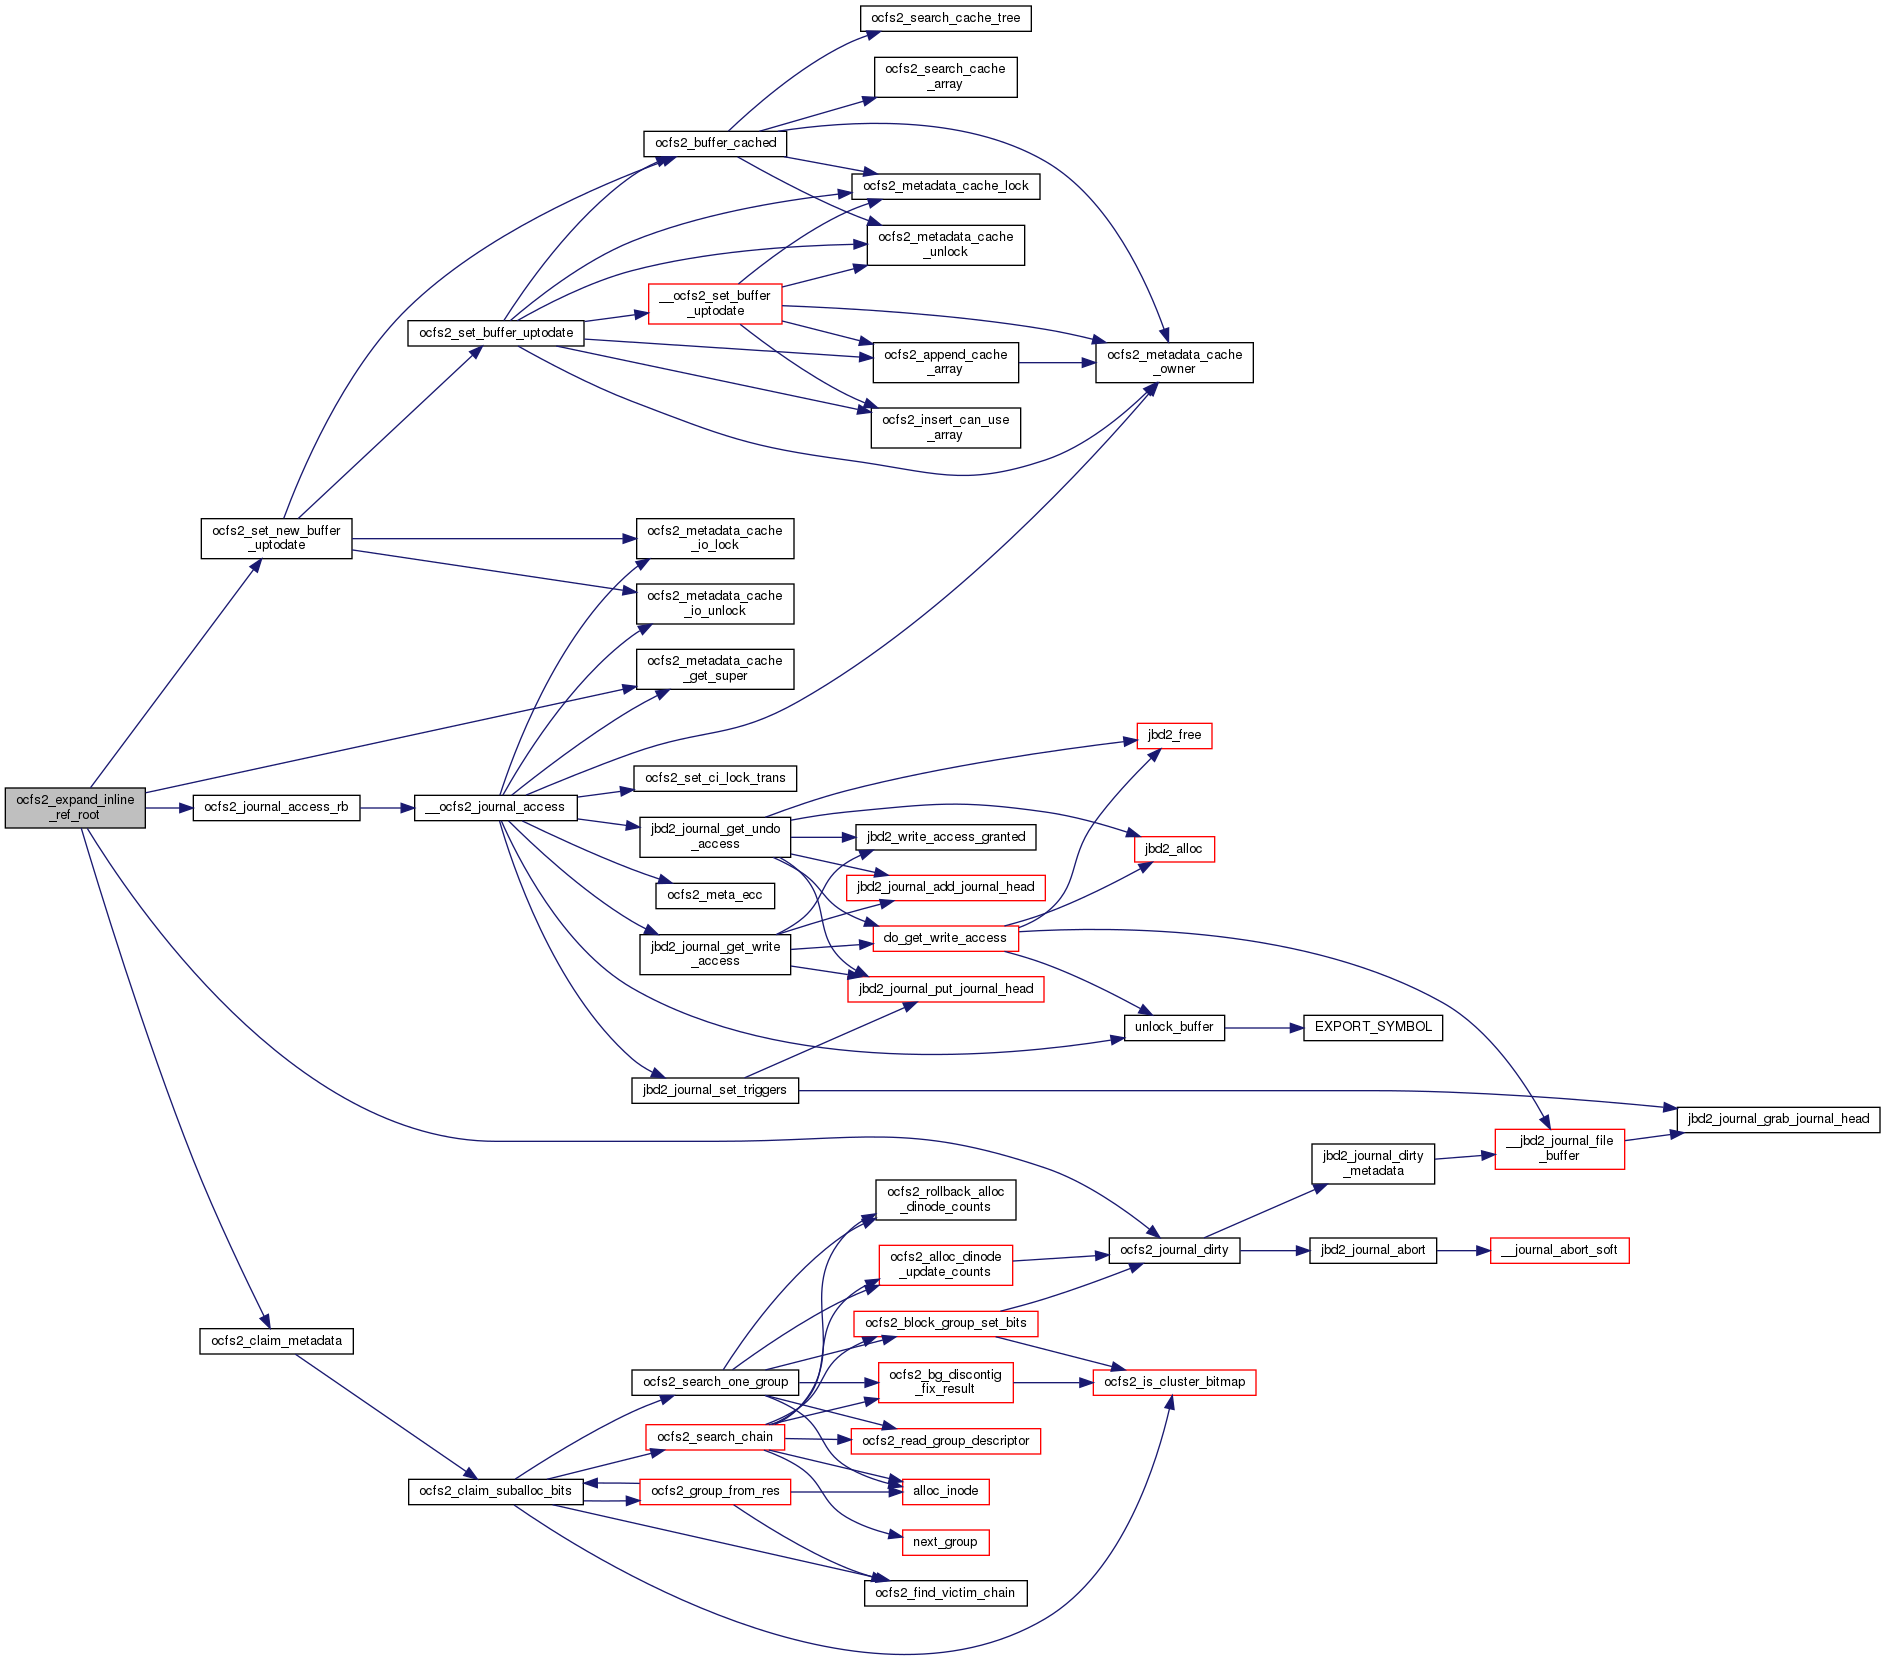 ocfs2_search_cache_tree
ocfs2_search_cache
_array
ocfs2_buffer_cached
ocfs2_metadata_cache_lock
ocfs2_metadata_cache
_unlock
__ocfs2_set_buffer
_uptodate
ocfs2_set_buffer_uptodate
ocfs2_append_cache
_array
ocfs2_metadata_cache
_owner
ocfs2_insert_can_use
_array
ocfs2_set_new_buffer
_uptodate
ocfs2_metadata_cache
_io_lock
ocfs2_metadata_cache
_io_unlock
ocfs2_metadata_cache
_get_super
jbd2_free
ocfs2_set_ci_lock_trans
ocfs2_expand_inline
_ref_root
ocfs2_journal_access_rb
__ocfs2_journal_access
jbd2_journal_get_undo
_access
jbd2_write_access_granted
jbd2_alloc
ocfs2_meta_ecc
jbd2_journal_add_journal_head
do_get_write_access
jbd2_journal_get_write
_access
jbd2_journal_put_journal_head
unlock_buffer
EXPORT_SYMBOL
jbd2_journal_set_triggers
jbd2_journal_grab_journal_head
__jbd2_journal_file
_buffer
jbd2_journal_dirty
_metadata
ocfs2_rollback_alloc
_dinode_counts
ocfs2_journal_dirty
jbd2_journal_abort
__journal_abort_soft
ocfs2_alloc_dinode
_update_counts
ocfs2_block_group_set_bits
ocfs2_claim_metadata
ocfs2_search_one_group
ocfs2_bg_discontig
_fix_result
ocfs2_is_cluster_bitmap
ocfs2_search_chain
ocfs2_read_group_descriptor
ocfs2_claim_suballoc_bits
ocfs2_group_from_res
alloc_inode
next_group
ocfs2_find_victim_chain